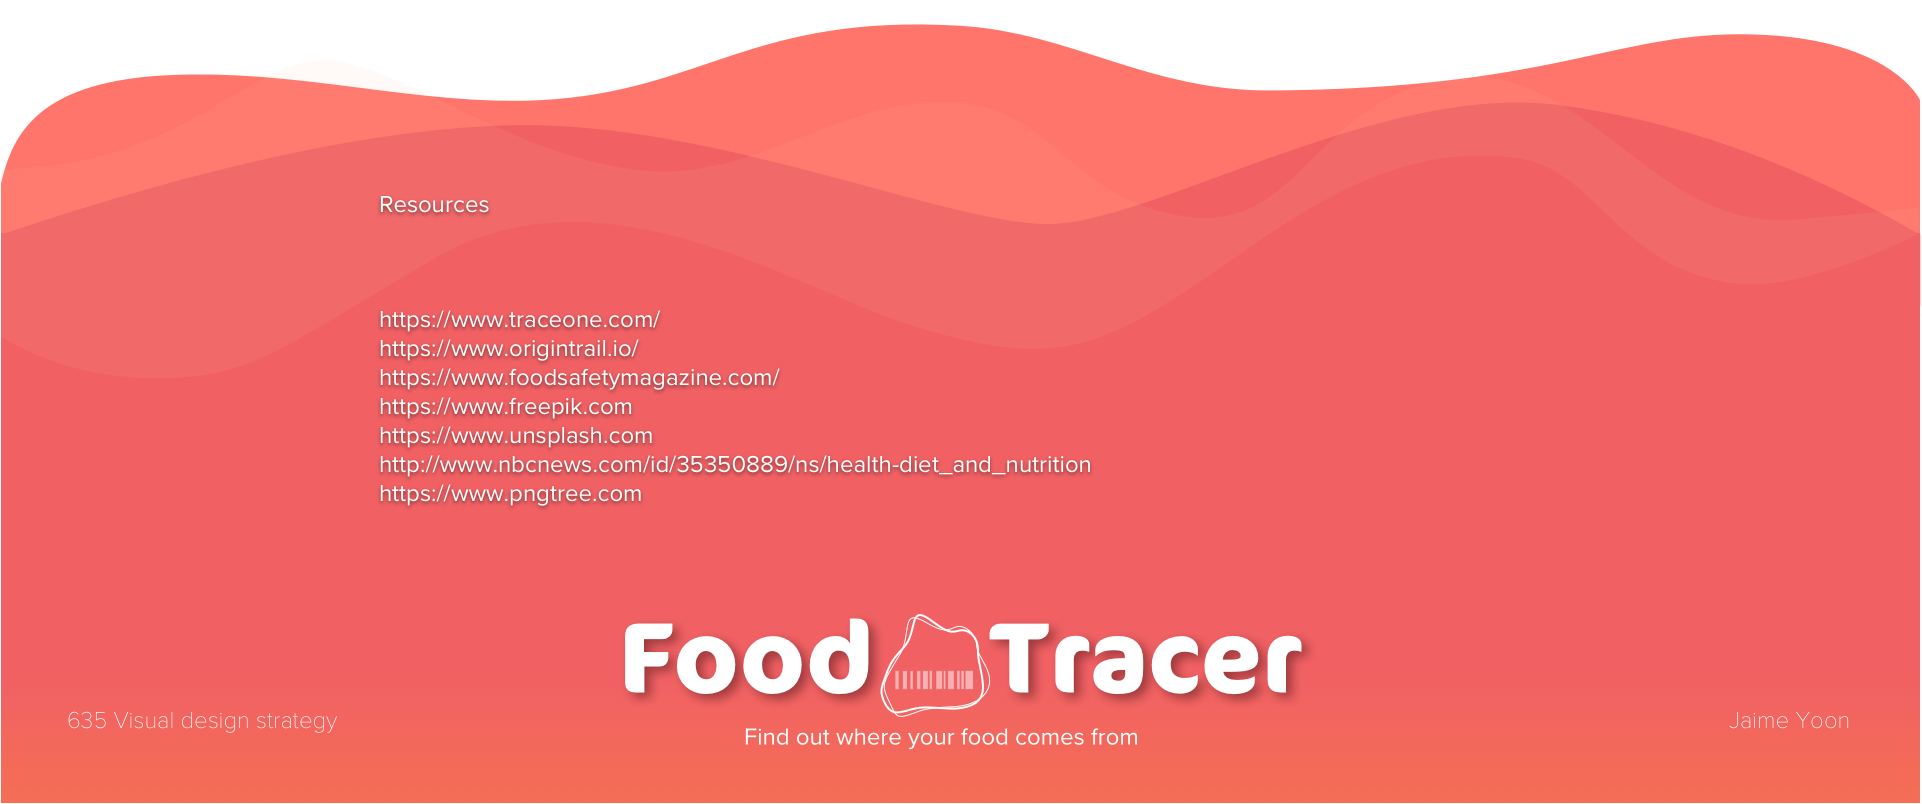 Resources
https://www.traceone.com/
https://www.origintrail.io/
https://www.foodsafetymagazine.com/
https://www.freepik.com
https://www.unsplash.com
http://www.nbcnews.com/id/35350889/ns/health-diet_and_nutrition
https://www.pngtree.com
Food Tracer
Find out where your food comes from
635 Visual design strategy
Jaime Yoon